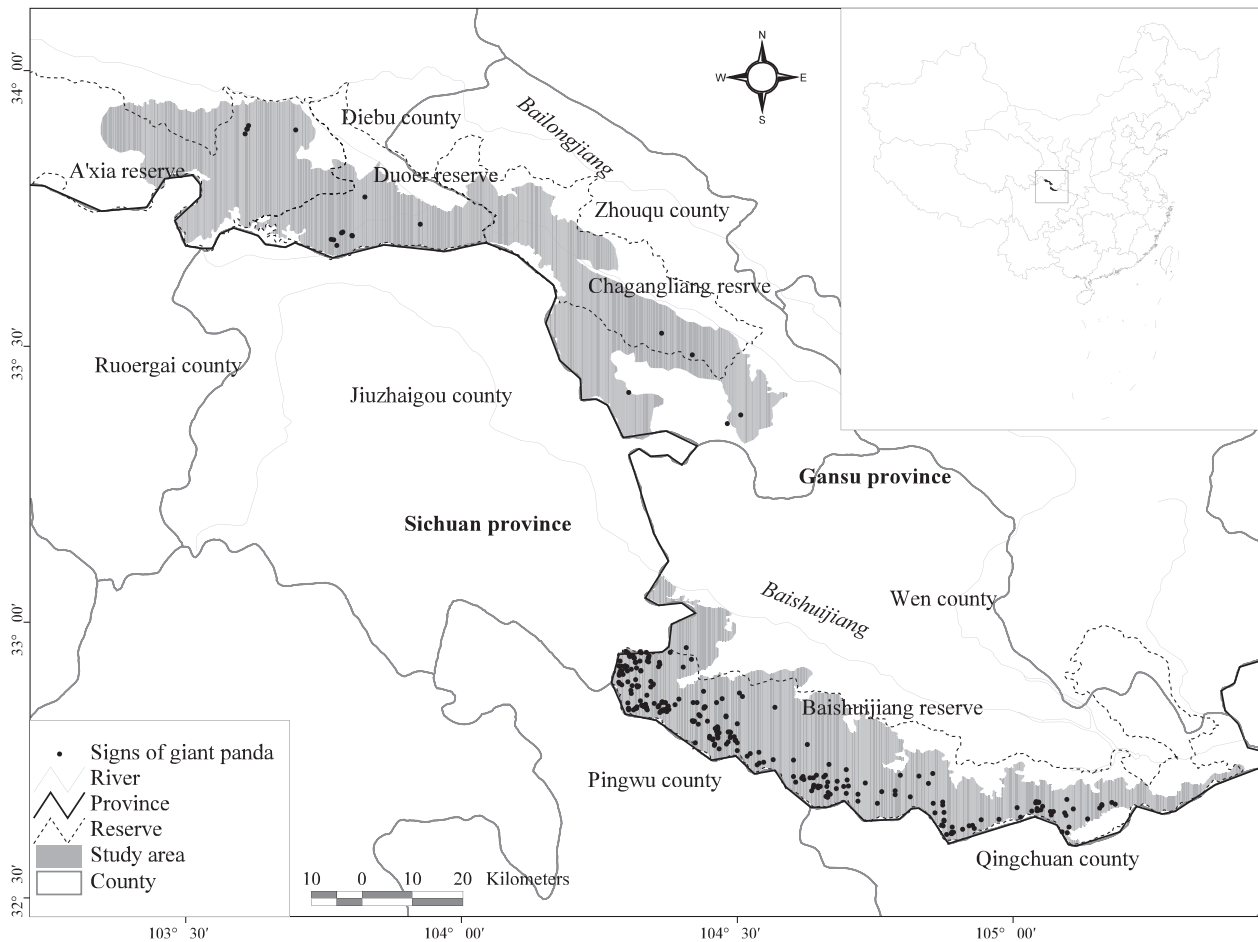 N
W E
S
34° 00′
33° 30′
33° 00′
32° 30′
Diebu county
Bailongjiang
A'xia reserve
Duoer reserve
Zhouqu county
Chagangliang resrve
Ruoergai county
Jiuzhaigou county
Gansu province
Sichuan province
Baishuijiang
Wen county
Baishuijiang reserve
Pingwu county
Qingchuan county
Signs of giant panda
River
Province
Reserve
Study area
County
10 0 10 20 Kilometers
103° 30′ 104° 00′ 104° 30′ 105° 00′